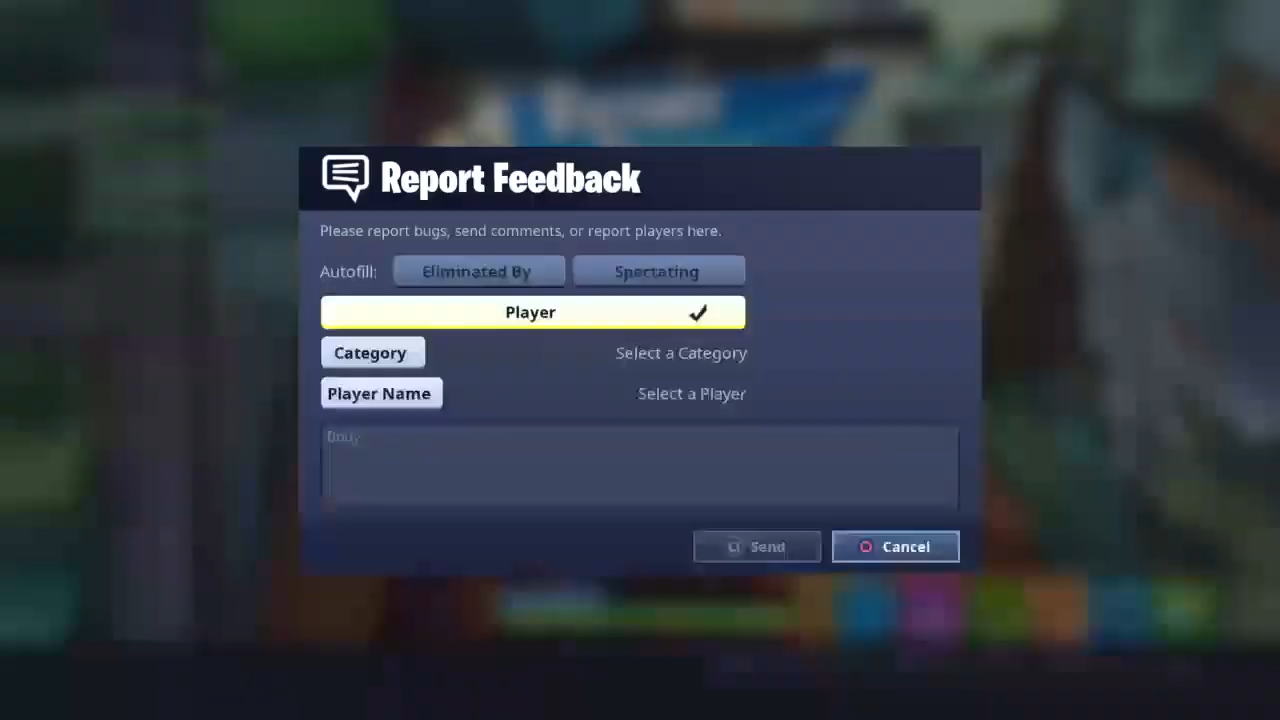 Report Feedback
Please report bugs, send comments, or report players here.
Autofill: Eliminated By Spectating
Player
Category Select a Category
Player Name Select a Player
Body
Send Cancel